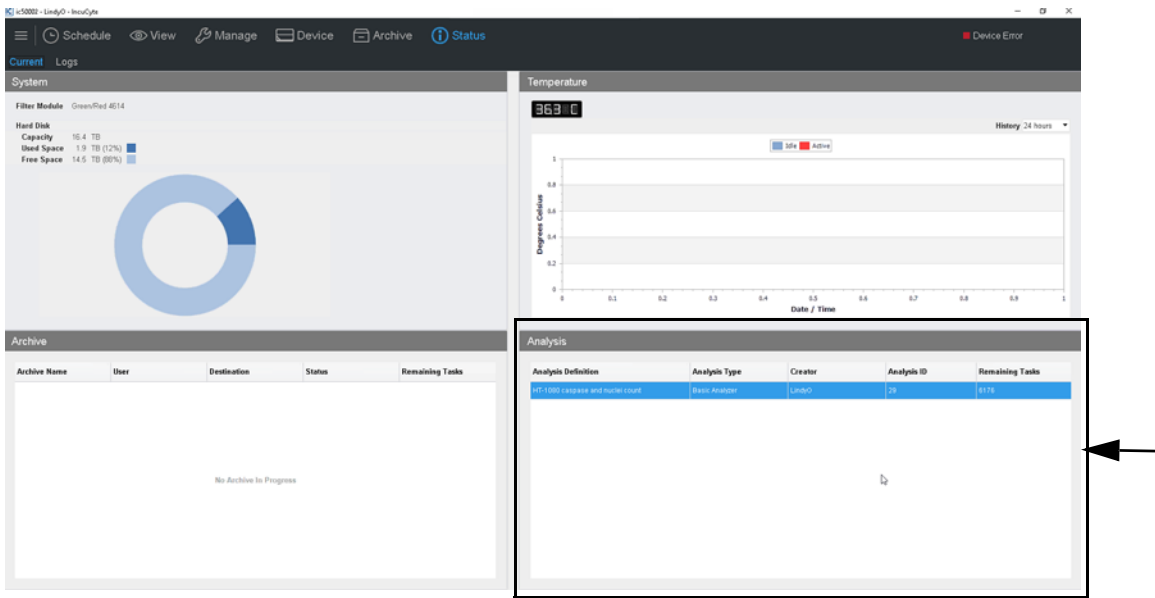 ic50002 - LindyO - IncuCyte
Schedule View Manage Device Archive Status Device Error
Current Logs
System
Filter Module Green/Red 4614
Hard Disk
Capacity 16.4 TB
Used Space 1.9 TB (12%)
Free Space 14.5 TB (88%)
Temperature
36.3 C
History 24 hours
Idle Active
Degrees Celsius
1
0.8
0.6
0.4
0.2
0
0 0.1 0.2 0.3 0.4 0.5 0.6 0.7 0.8 0.9 1
Date / Time
Archive
Archive Name User Destination Status Remaining Tasks
No Archive In Progress
Analysis
Analysis Definition Analysis Type Creator Analysis ID Remaining Tasks
HT-1080 caspase and nuclei count Basic Analyzer LindyO 29 8176